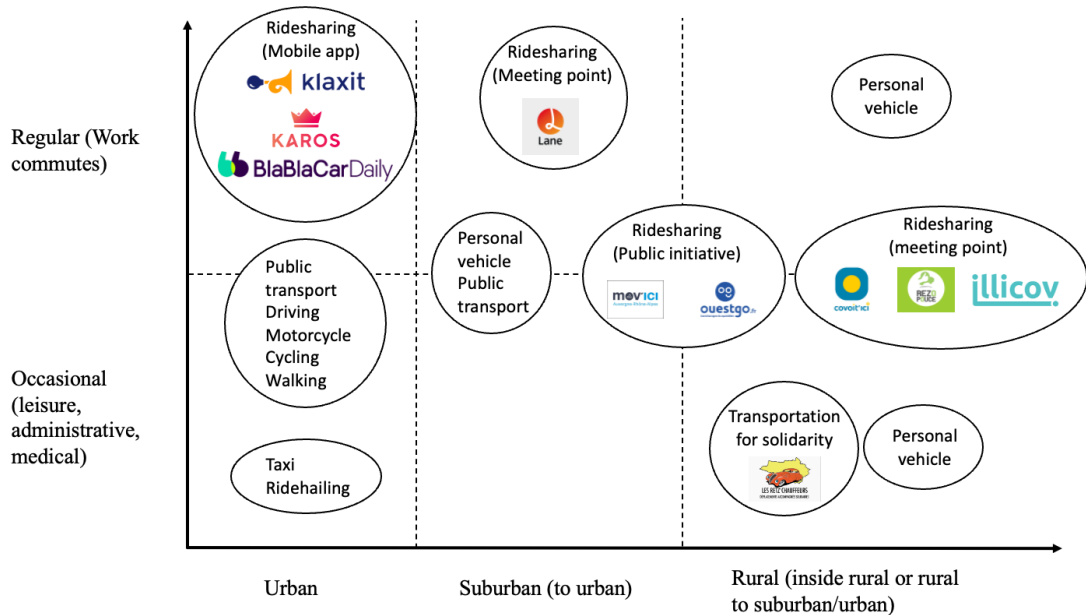 Regular (Work
commutes)
Occasional
(leisure,
administrative,
medical)
Ridesharing
(Mobile app)
klaxit
KAROS
BlaBlaCarDaily
Ridesharing
(Meeting point)
Lane
Personal
vehicle
Public
transport
Driving
Motorcycle
Cycling
Walking
Personal
vehicle
Public
transport
Ridesharing
(Public initiative)
mov'ici
ouestgo.fr
Ridesharing
(meeting point)
covoit'ici
REZO
POUCE
illicov
Taxi
Ridehailing
Transportation
for solidarity
LES RETZ CHAUFFEURS
Personal
vehicle
Urban
Suburban (to urban)
Rural (inside rural or rural
to suburban/urban)